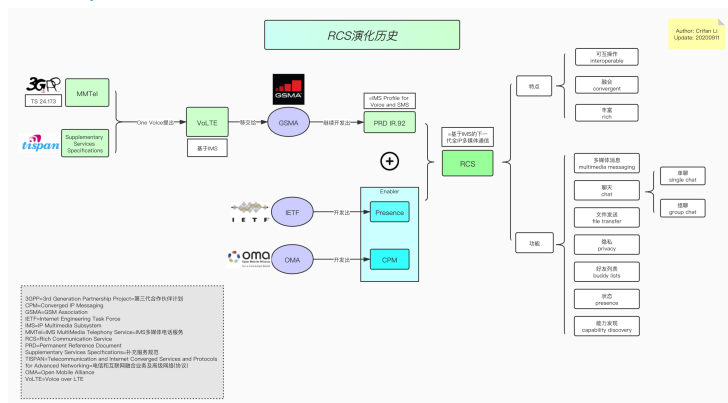 RCS演化历史
Author: Crifan Li
Update: 20200911
3GPP
TS 24.173
MMTel
tispan
Supplementary
Services
Specifications
One Voice提出
VoLTE
基于IMS
移交给
GSMA
GSMA
继续开发出
=IMS Profile for
Voice and SMS
PRD IR.92
IETF
IETF
开发出
Enabler
Presence
oma
Open Mobile Alliance
OMA
开发出
CPM
=基于IMS的下一
代全IP多媒体通信
RCS
特点
可互操作
interoperable
融合
convergent
丰富
rich
功能
多媒体消息
multimedia messaging
聊天
chat
单聊
single chat
组聊
group chat
文件发送
file transfer
隐私
privacy
好友列表
buddy lists
状态
presence
能力发现
capability discovery
3GPP=3rd Generation Partnership Project=第三代合作伙伴计划
CPM=Converged IP Messaging
GSMA=GSM Association
IETF=Internet Engineering Task Force
IMS=IP Multimedia Subsystem
MMTel=IMS MultiMedia Telephony Service=IMS多媒体电话服务
RCS=Rich Communication Service
PRD=Permanent Reference Document
Supplementary Services Specifications=补充服务规范
TISPAN=Telecommunication and Internet Converged Services and Protocols
for Advanced Networking=电信和互联网融合业务及高级网络(协议)
OMA=Open Mobile Alliance
VoLTE=Voice over LTE